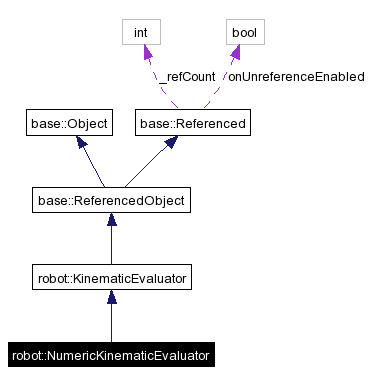 int
bool
_refCount
onUnreferenceEnabled
base::Object
base::Referenced
base::ReferencedObject
robot::KinematicEvaluator
robot::NumericKinematicEvaluator